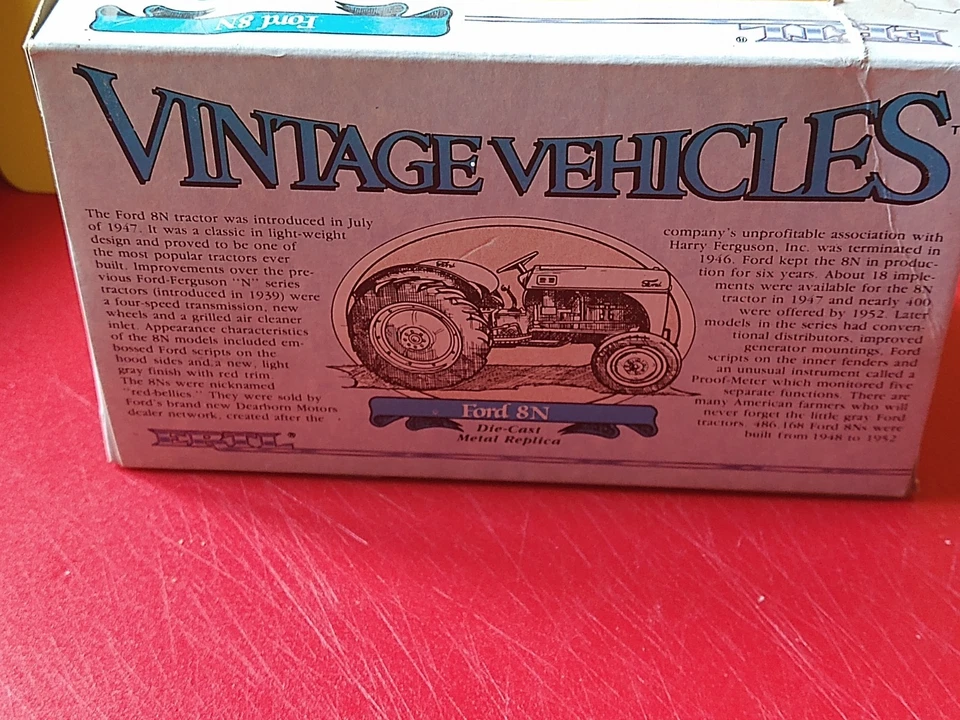 Ford 8N
ERTL ®
VINTAGE VEHICLES™
The Ford 8N tractor was introduced in July
of 1947. It was a classic in light-weight
design and proved to be one of
the most popular tractors ever
built. Improvements over the pre-
vious Ford-Ferguson "N" series
tractors (introduced in 1939) were
a four-speed transmission, new
wheels and a grilled air cleaner
inlet. Appearance characteristics
of the 8N models included em-
bossed Ford scripts on the
hood sides and a new, light
gray finish with red trim.
The 8Ns were nicknamed
"red-bellies." They were sold by
Ford's brand new Dearborn Motors
dealer network, created after the
company's unprofitable association with
Harry Ferguson, Inc. was terminated in
1946. Ford kept the 8N in produc-
tion for six years. About 18 imple-
ments were available for the 8N
tractor in 1947 and nearly 400
were offered by 1952. Later
models in the series had conven-
tional distributors, improved
generator mountings, Ford
scripts on the inner fenders and
an unusual instrument called a
Proof-Meter which monitored five
separate functions. There are
many American farmers who will
never forget the little gray Ford
tractors. 486,168 Ford 8Ns were
built from 1948 to 1952
Ford
Ford
Ford 8N
Die-Cast
Metal Replica
ERTL®